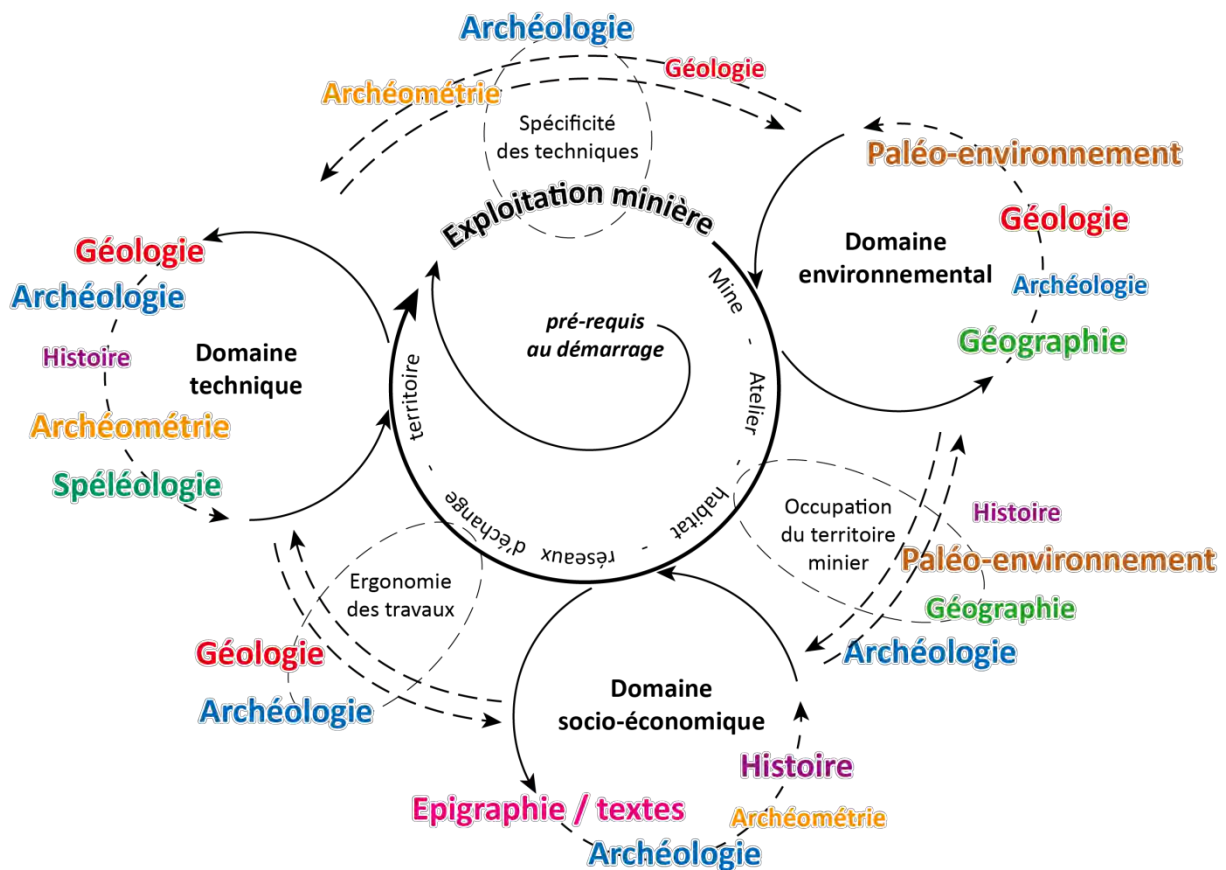 Archéologie
Géologie
Archéométrie
Spécificité
des techniques
Exploitation minière
Paléo-environnement
Géologie
Domaine
environnemental
Archéologie
Géographie
Géologie
Archéologie
Histoire
Domaine
technique
Archéométrie
Spéléologie
pré-requis
au démarrage
Mine - Atelier - habitat - réseaux d'échange - territoire
Occupation
du territoire
minier
Histoire
Paléo-environnement
Géographie
Archéologie
Ergonomie
des travaux
Géologie
Archéologie
Domaine
socio-économique
Histoire
Epigraphie / textes
Archéométrie
Archéologie